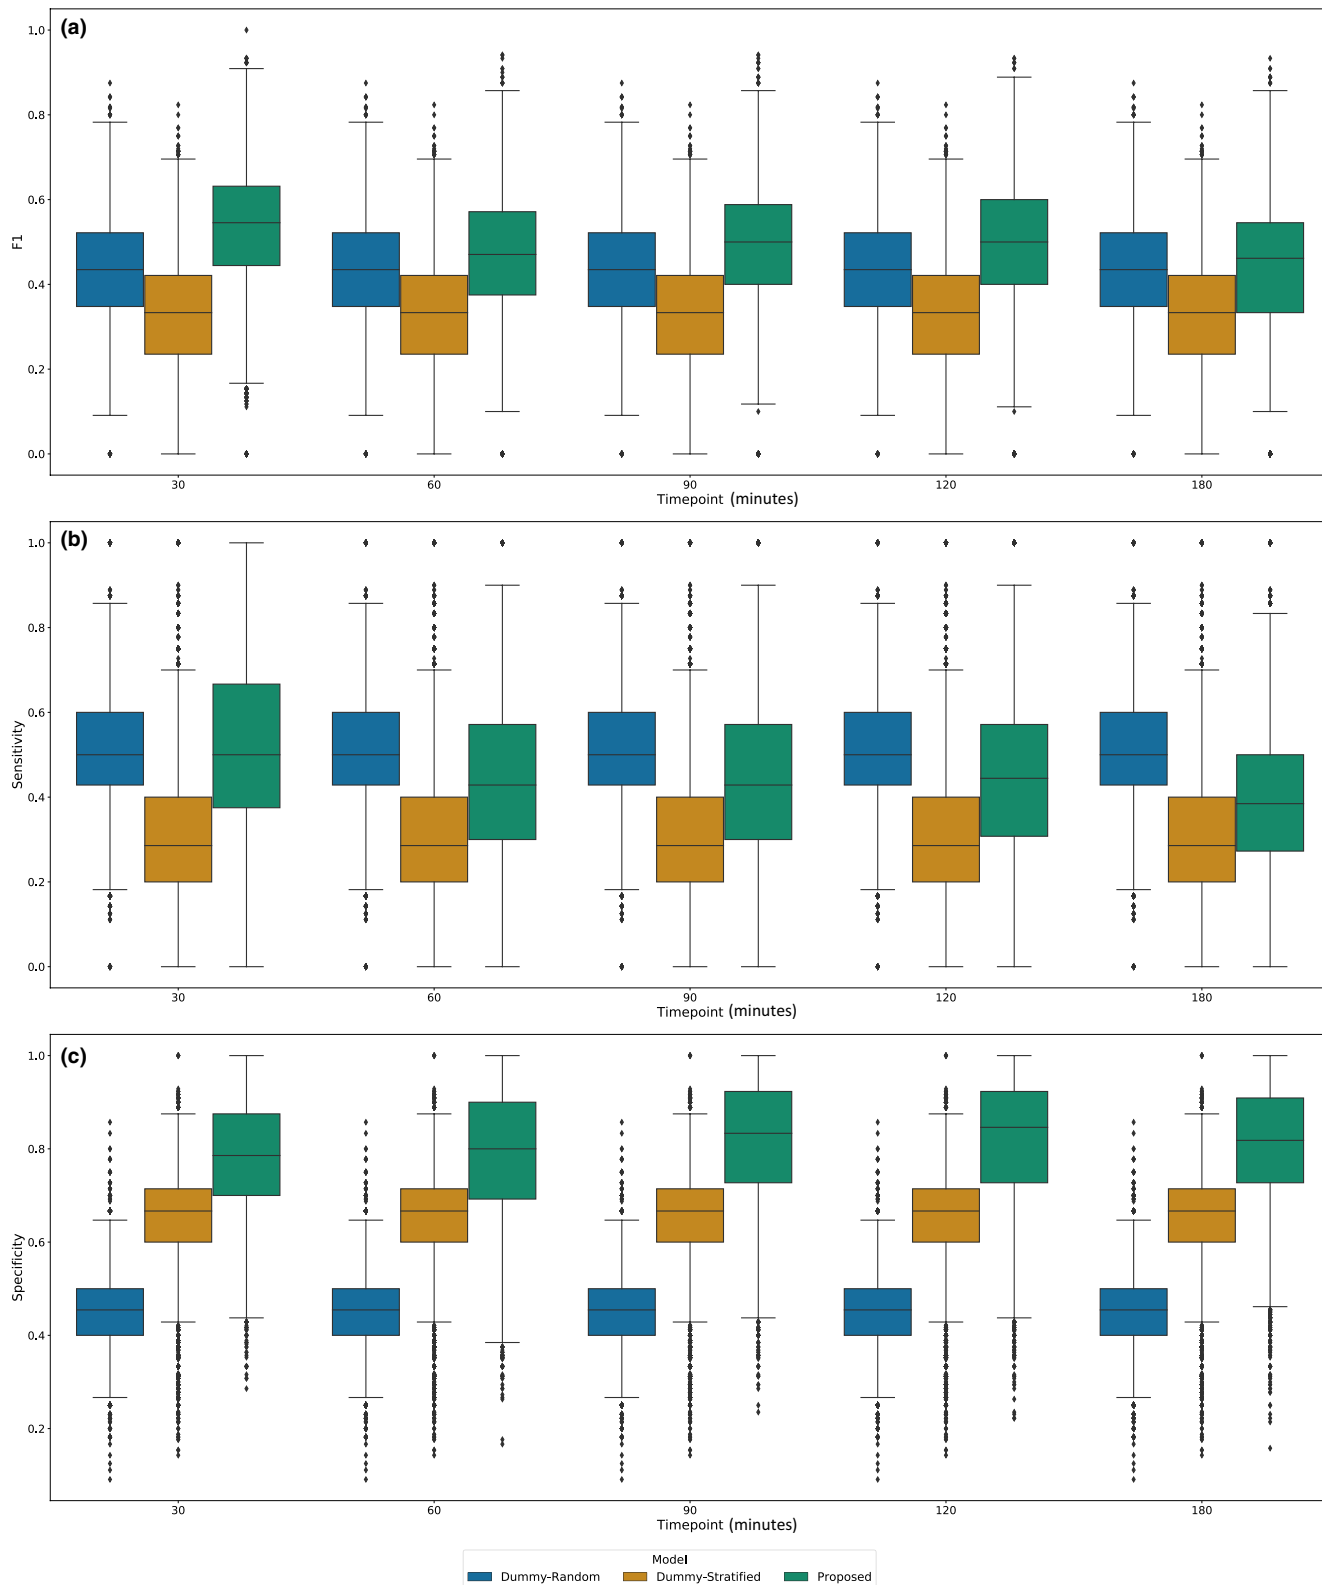 (a)
1.0
0.8
0.6
0.4
0.2
0.0
F1
30 60 90 120 180
Timepoint (minutes)
(b)
1.0
0.8
0.6
0.4
0.2
0.0
Sensitivity
30 60 90 120 180
Timepoint (minutes)
(c)
1.0
0.8
0.6
0.4
0.2
Specificity
30 60 90 120 180
Timepoint (minutes)
Model
Dummy-Random Dummy-Stratified Proposed